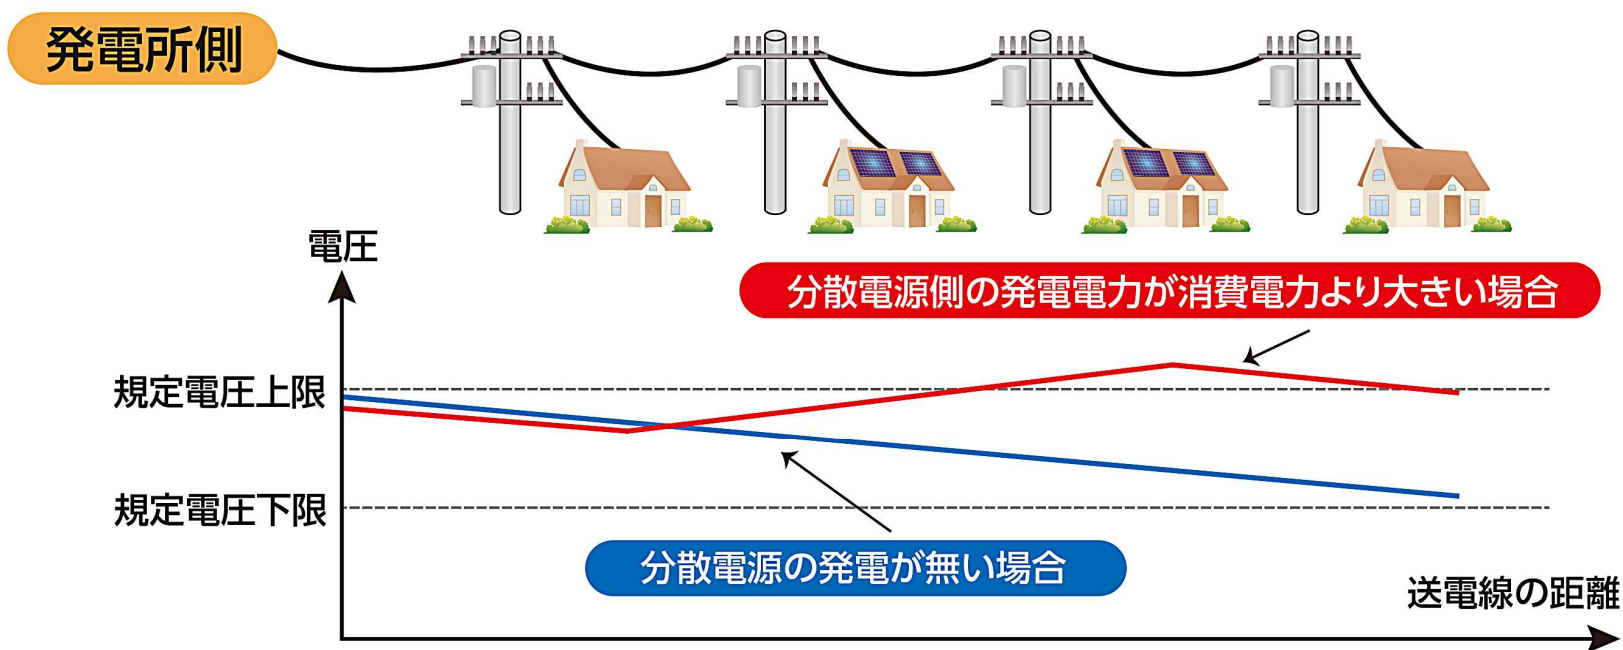 発電所側
電圧
分散電源側の発電電力が消費電力より大きい場合
規定電圧上限
規定電圧下限
分散電源の発電が無い場合
送電線の距離